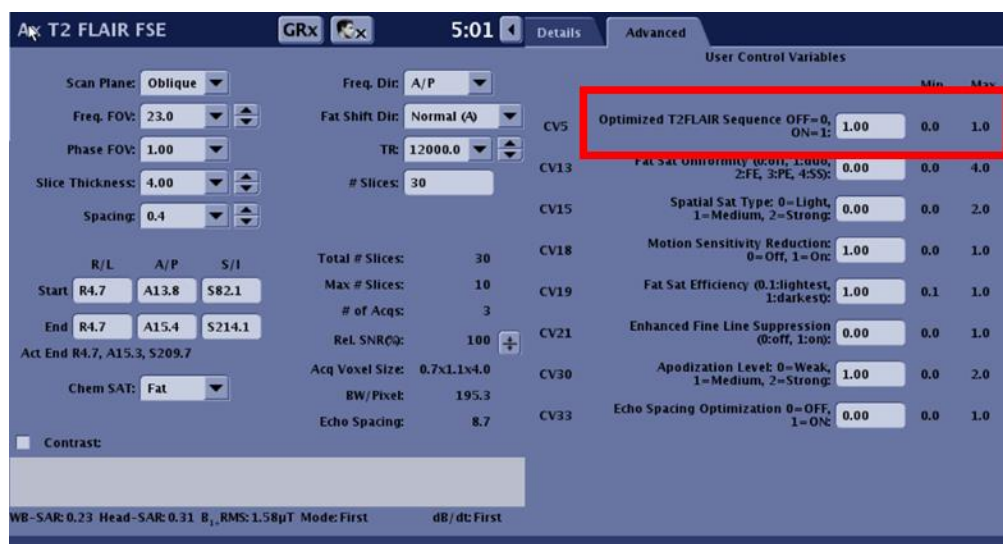 Ax T2 FLAIR FSE GRx x 5:01
Scan Plane: Oblique Freq. Dir: A/P
Freq. FOV: 23.0 Fat Shift Dir: Normal (A)
Phase FOV: 1.00 TR: 12000.0
Slice Thickness: 4.00 # Slices: 30
Spacing: 0.4
R/L A/P S/I Total # Slices: 30
Start R4.7 A13.8 S82.1 Max # Slices: 10
# of Acqs: 3
End R4.7 A15.4 S214.1 Rel. SNR(%): 100
Act End R4.7, A15.3, S209.7
Acq Voxel Size: 0.7x1.1x4.0
Chem SAT: Fat
BW/Pixel: 195.3
Echo Spacing: 8.7
Contrast:
WB-SAR: 0.23 Head-SAR: 0.31 B1+RMS: 1.58µT Mode: First dB/dt: First
Details Advanced
User Control Variables
Min Max
CV5 Optimized T2FLAIR Sequence OFF=0, 1.00 0.0 1.0
ON=1:
CV13 Fat Sat Uniformity (0:off, 1:duo, 0.00 0.0 4.0
2:FE, 3:PE, 4:SS):
CV15 Spatial Sat Type: 0=Light, 0.00 0.0 2.0
1=Medium, 2=Strong:
CV18 Motion Sensitivity Reduction: 1.00 0.0 1.0
0=Off, 1=On:
CV19 Fat Sat Efficiency (0.1:lightest, 1.00 0.1 1.0
1:darkest):
CV21 Enhanced Fine Line Suppression 0.00 0.0 1.0
(0:off, 1:on):
CV30 Apodization Level: 0=Weak, 1.00 0.0 2.0
1=Medium, 2=Strong:
CV33 Echo Spacing Optimization 0=OFF, 0.00 0.0 1.0
1=ON: